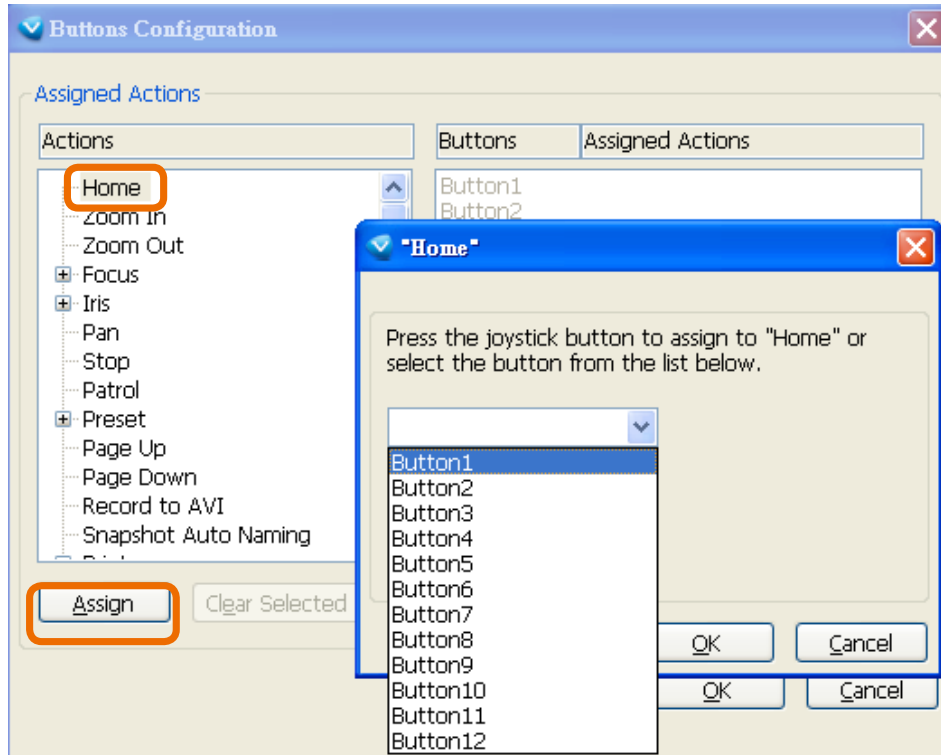 Buttons Configuration
Assigned Actions
Actions
Buttons
Assigned Actions
Home
Zoom In
Zoom Out
Focus
Iris
Pan
Stop
Patrol
Preset
Page Up
Page Down
Record to AVI
Snapshot Auto Naming
Button1
Button2
Assign
Clear Selected
"Home"
Press the joystick button to assign to "Home" or
select the button from the list below.
Button1
Button2
Button3
Button4
Button5
Button6
Button7
Button8
Button9
Button10
Button11
Button12
OK
Cancel
OK
Cancel